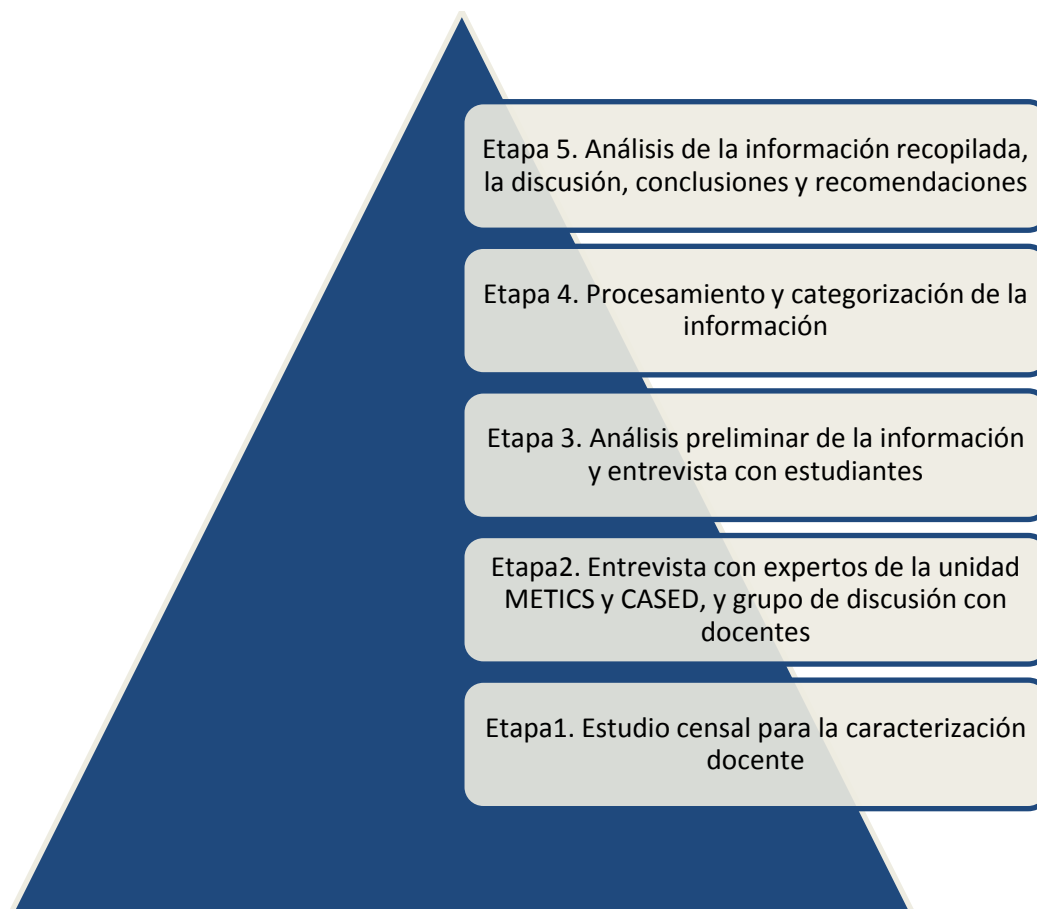 Etapa 5. Análisis de la información recopilada,
la discusión, conclusiones y recomendaciones
Etapa 4. Procesamiento y categorización de la
información
Etapa 3. Análisis preliminar de la información
y entrevista con estudiantes
Etapa2. Entrevista con expertos de la unidad
METICS y CASED, y grupo de discusión con
docentes
Etapa1. Estudio censal para la caracterización
docente